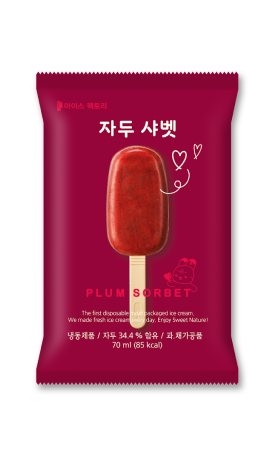 아이스 팩토리
자두 샤벳
PLUM SORBET
The first disposable packaged ice cream.
We made fresh ice cream every day. Enjoy Sweet Nature!
냉동제품 / 자두 34.4 % 함유 / 과.채가공품
70 ml (85 kcal)